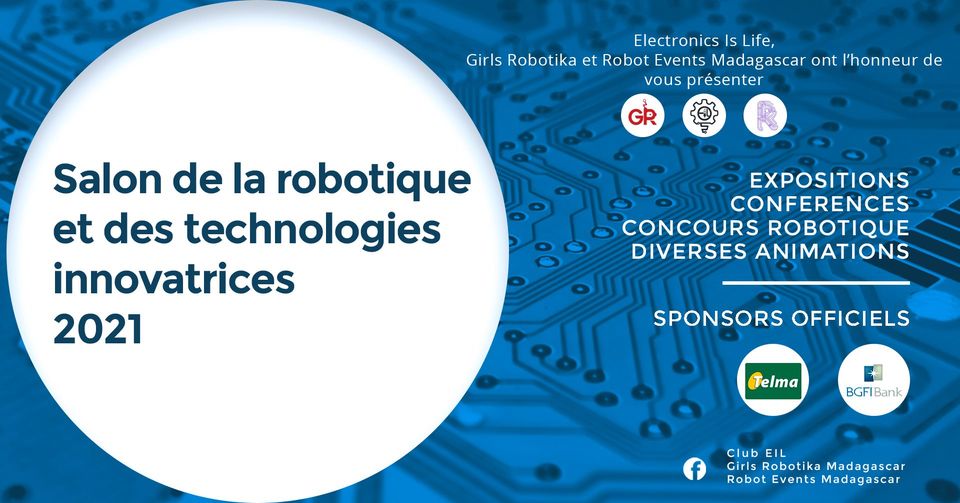 Electronics Is Life,
Girls Robotika et Robot Events Madagascar ont l'honneur de
vous présenter
GR
Salon de la robotique
et des technologies
innovatrices
2021
EXPOSITIONS
CONFERENCES
CONCOURS ROBOTIQUE
DIVERSES ANIMATIONS
SPONSORS OFFICIELS
Telma
BGFIBank
Club EIL
Girls Robotika Madagascar
Robot Events Madagascar